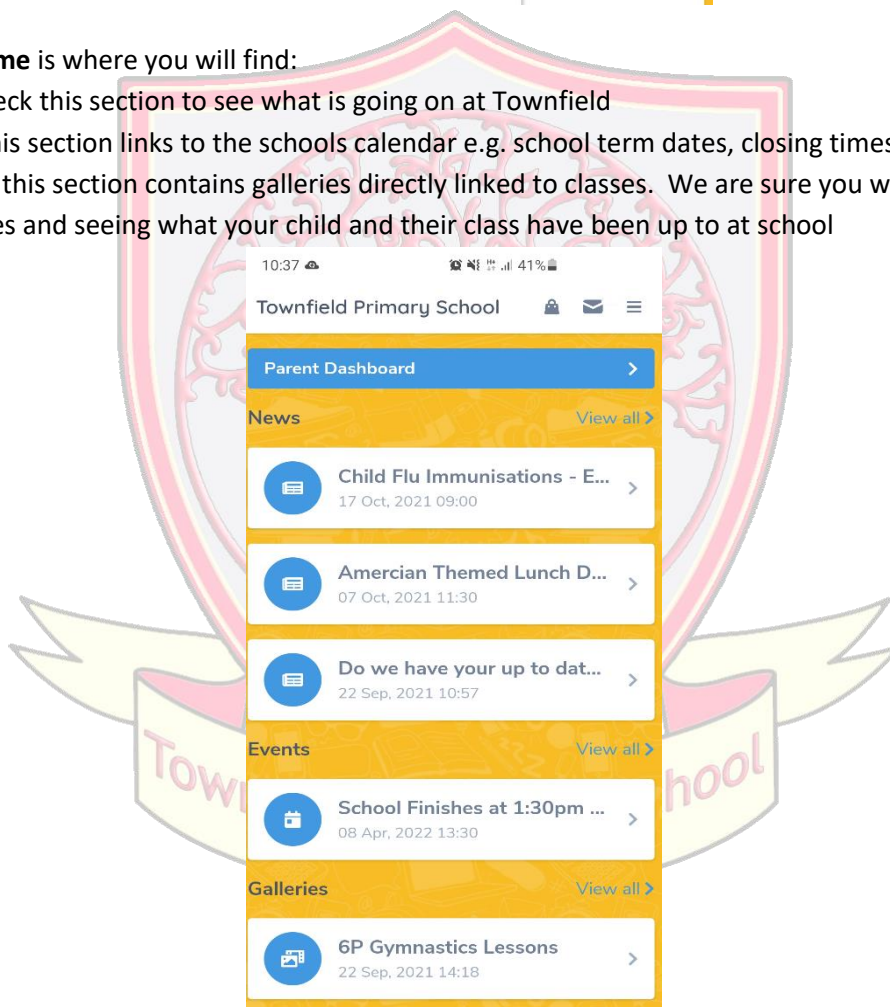 me is where you will find:
eck this section to see what is going on at Townfield
is section links to the schools calendar e.g. school term dates, closing times
this section contains galleries directly linked to classes. We are sure you w
es and seeing what your child and their class have been up to at school
10:37 41%
Townfield Primary School
Parent Dashboard
News View all
Child Flu Immunisations - E...
17 Oct, 2021 09:00
Amercian Themed Lunch D...
07 Oct, 2021 11:30
Do we have your up to dat...
22 Sep, 2021 10:57
Events View all
Town hool
School Finishes at 1:30pm ...
08 Apr, 2022 13:30
Galleries View all
6P Gymnastics Lessons
22 Sep, 2021 14:18